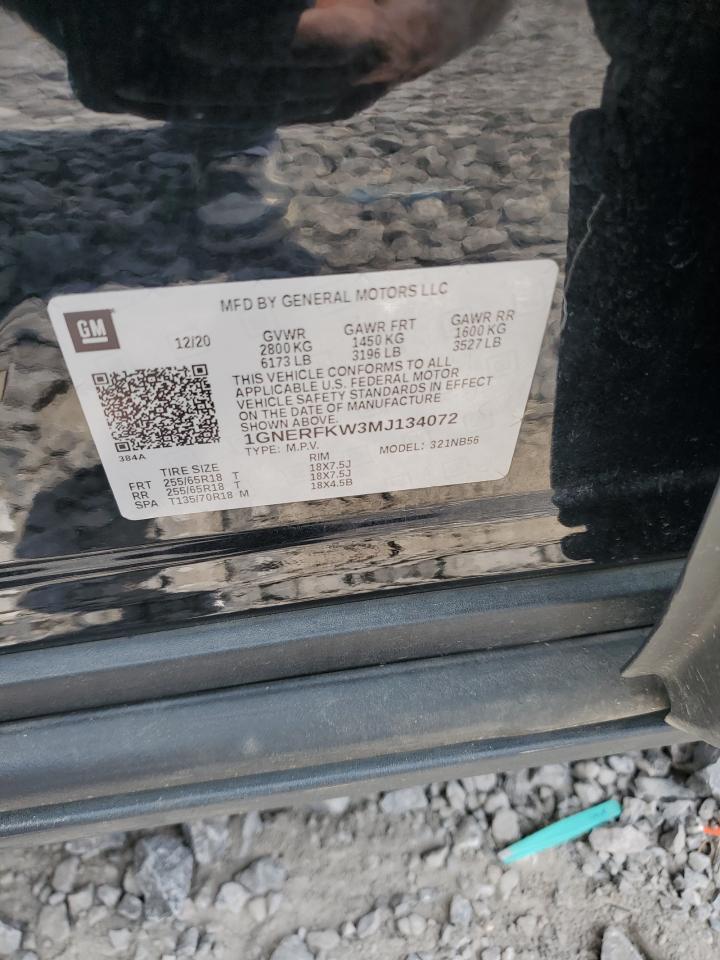 MFD BY GENERAL MOTORS LLC
GM
12/20
GVWR GAWR FRT GAWR RR
2800 KG 1450 KG 1600 KG
6173 LB 3196 LB 3527 LB
THIS VEHICLE CONFORMS TO ALL
APPLICABLE U.S. FEDERAL MOTOR
VEHICLE SAFETY STANDARDS IN EFFECT
ON THE DATE OF MANUFACTURE
SHOWN ABOVE.
1GNERFKW3MJ134072
TYPE: M.P.V. MODEL: 321NB56
384A
TIRE SIZE RIM
FRT 255/65R18 T 18X7.5J
RR 255/65R18 T 18X7.5J
SPA T135/70R18 M 18X4.5B